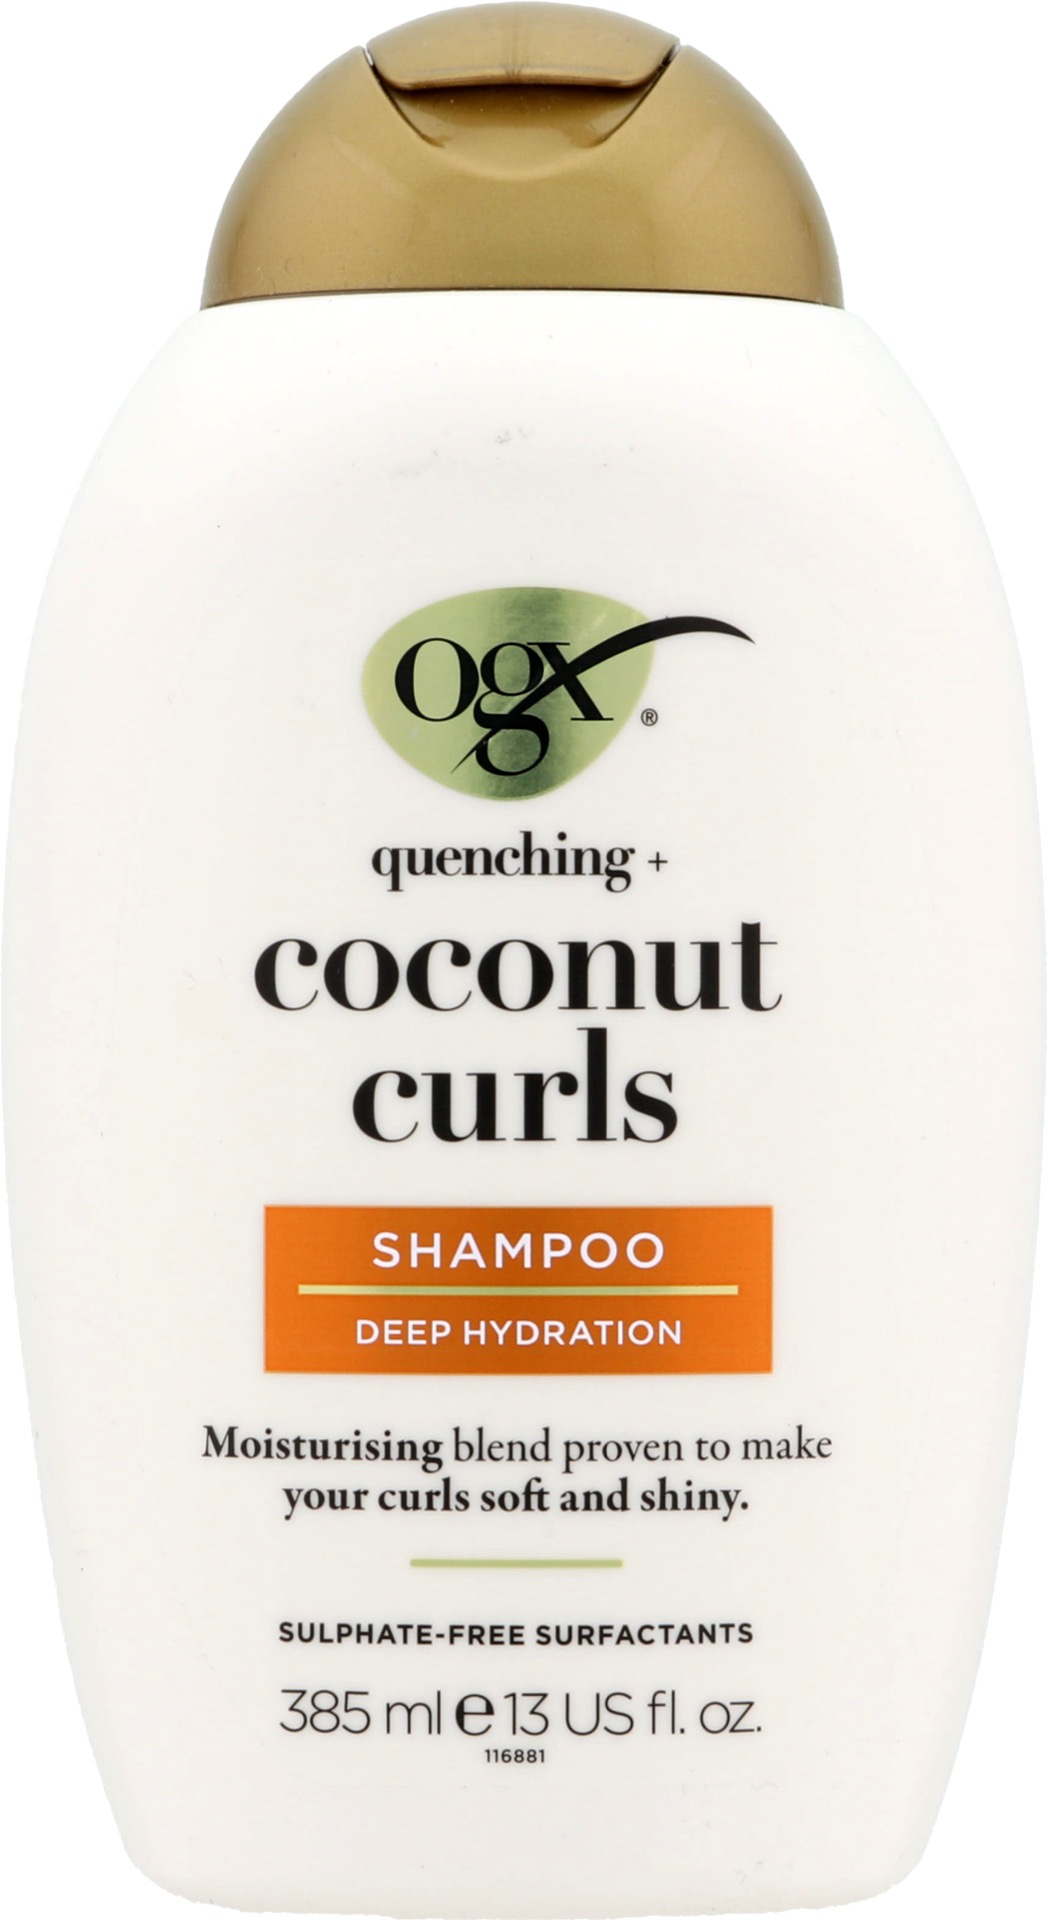 ogx®
quenching +
coconut
curls
SHAMPOO
DEEP HYDRATION
Moisturising blend proven to make
your curls soft and shiny.
SULPHATE-FREE SURFACTANTS
385 ml e 13 US fl. oz.
116881